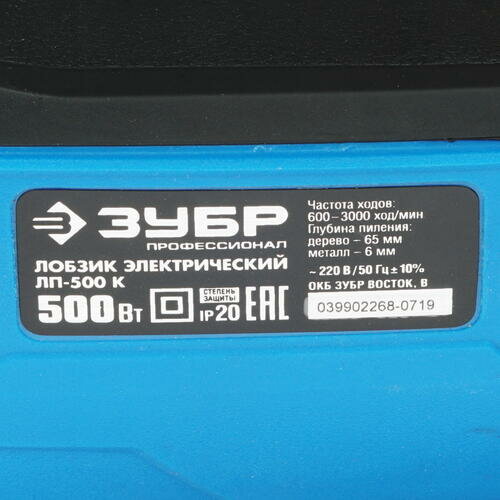 ЗУБР
ПРОФЕССИОНАЛ
ЛОБЗИК ЭЛЕКТРИЧЕСКИЙ
ЛП-500 К
500 Вт
СТЕПЕНЬ
ЗАЩИТЫ
IP20
ЕАС
Частота ходов:
600–3000 ход/мин
Глубина пиления:
дерево – 65 мм
металл – 6 мм
~ 220 В/50 Гц ± 10%
ОКБ ЗУБР ВОСТОК, В
039902268-0719